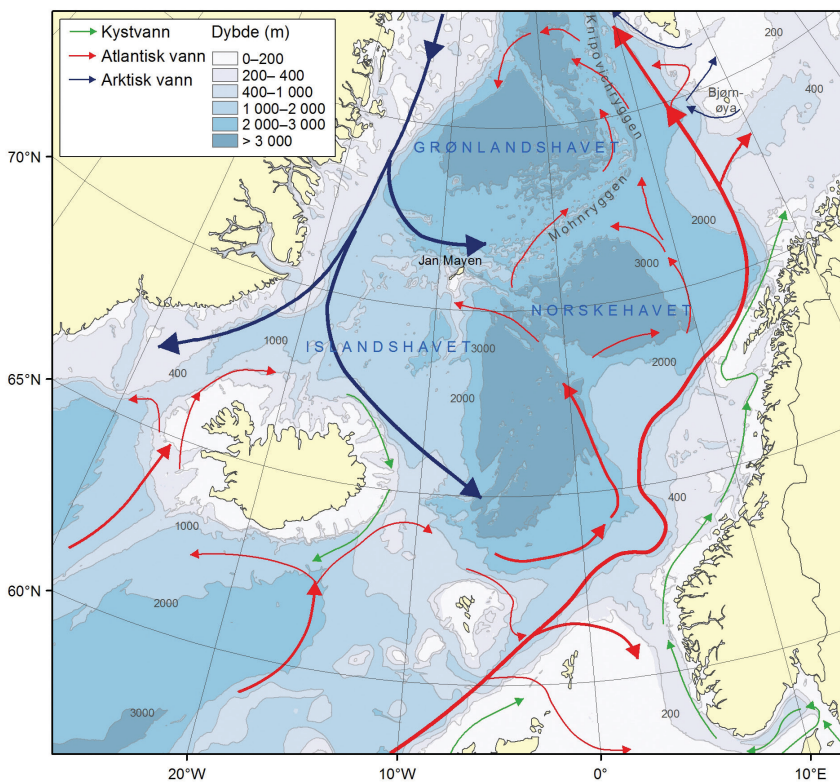 Kystvann
Atlantisk vann
Arktisk vann
Dybde (m)
0–200
200– 400
400–1 000
1 000–2 000
2 000–3 000
> 3 000
Knipovichryggen
200
Bjørn-
øya
400
70°N
GRØNLANDSHAVET
Mohnryggen
2000
Jan Mayen
3000
NORSKEHAVET
1000
ISLANDSHAVET
3000
2000
400
65°N
2000
400
1000
60°N
2000
3000
200
20°W
10°W
0°
10°E